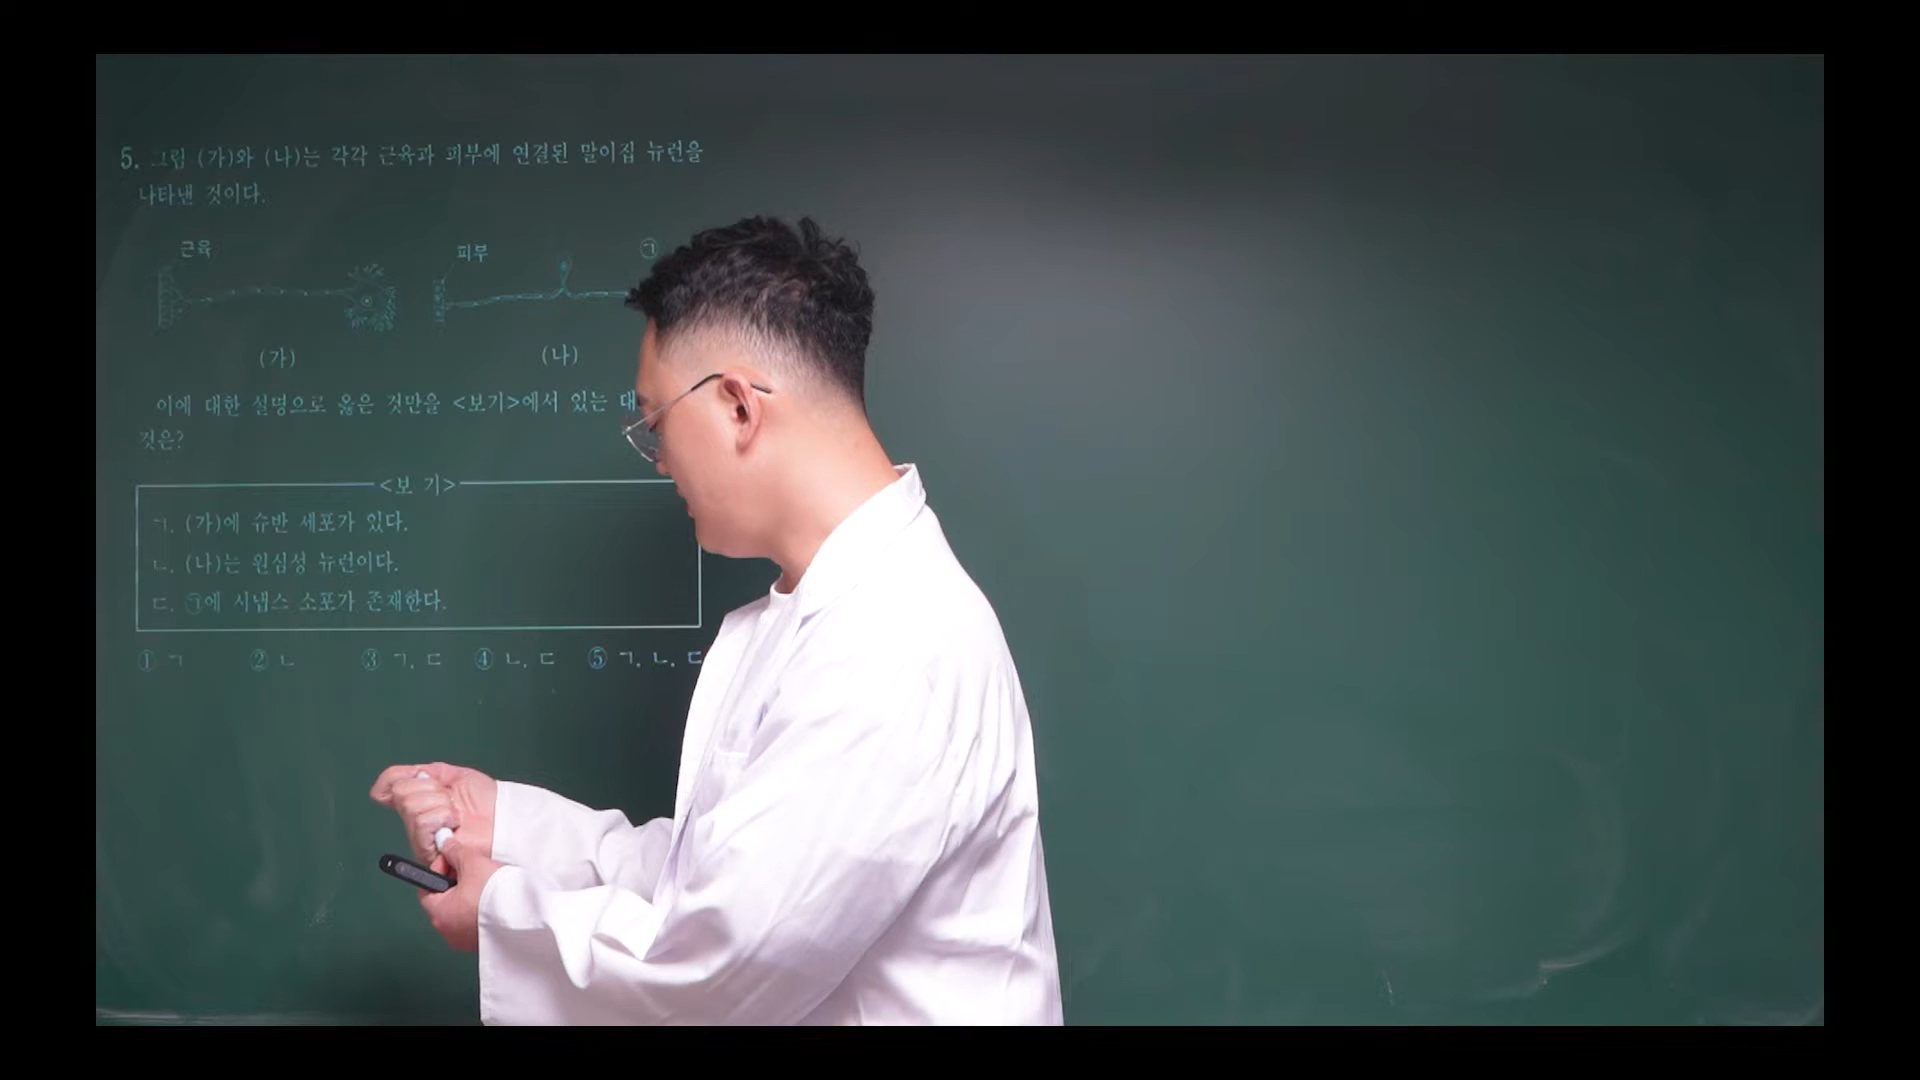 5. 그림 (가)와 (나)는 각각 근육과 피부에 연결된 말이집 뉴런을
나타낸 것이다.
근육 피부 ㉠
(가) (나)
이에 대한 설명으로 옳은 것만을 <보기>에서 있는 대
것은?
<보 기>
ㄱ. (가)에 슈반 세포가 있다.
ㄴ. (나)는 원심성 뉴런이다.
ㄷ. ㉠에 시냅스 소포가 존재한다.
① ㄱ ② ㄴ ③ ㄱ, ㄷ ④ ㄴ, ㄷ ⑤ ㄱ, ㄴ, ㄷ